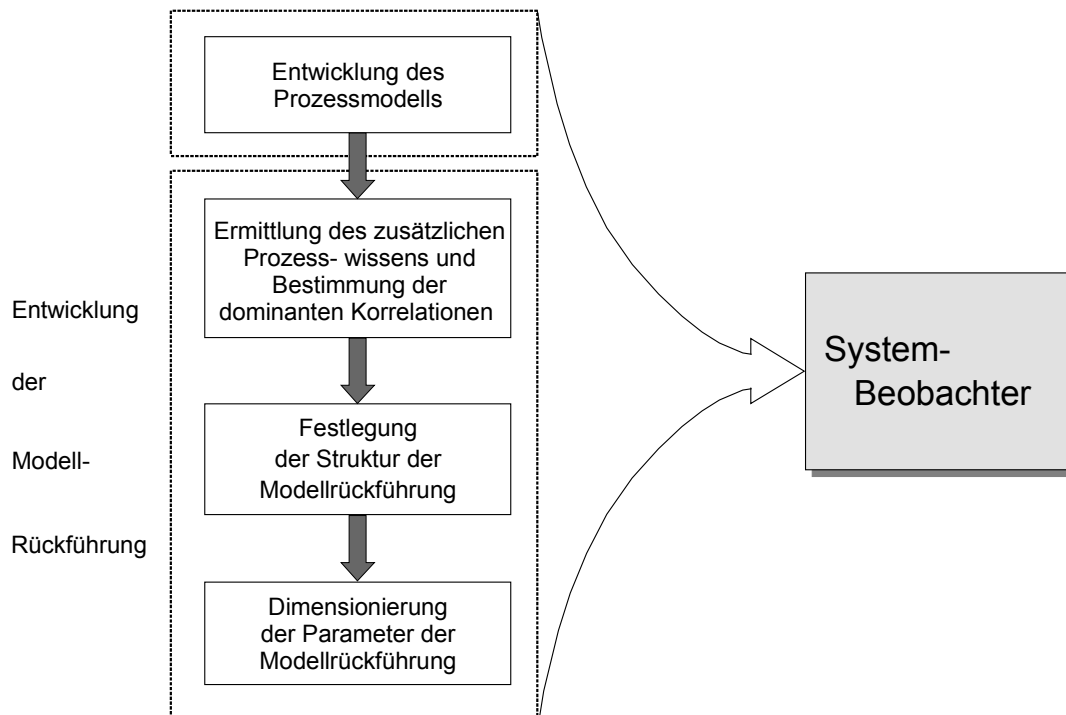 Entwicklung des
Prozessmodells
Ermittlung des zusätzlichen
Prozess- wissens und
Bestimmung der
dominanten Korrelationen
Festlegung
der Struktur der
Modellrückführung
Dimensionierung
der Parameter der
Modellrückführung
Entwicklung
der
Modell-
Rückführung
System-
Beobachter